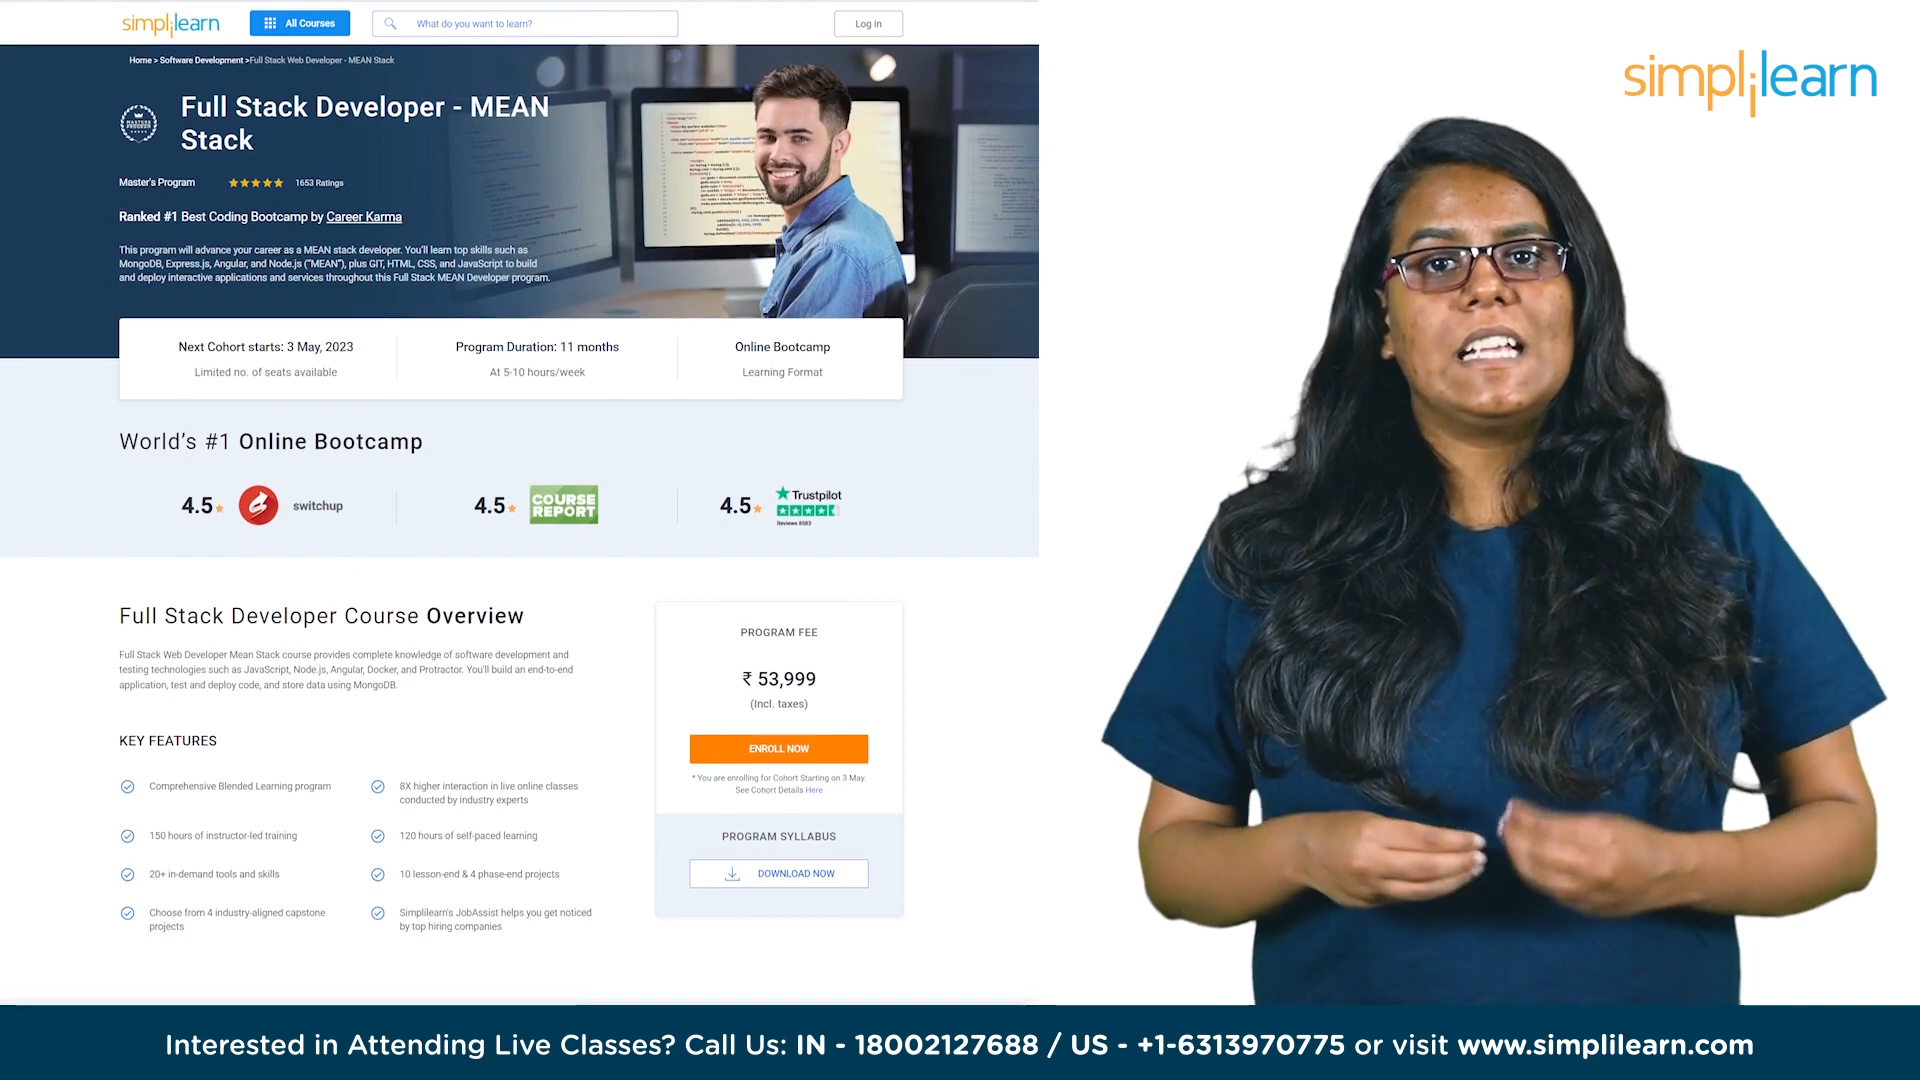 simplilearn
All Courses
What do you want to learn?
Log in
simplilearn
Home > Software Development >Full Stack Web Developer - MEAN Stack
Full Stack Developer - MEAN
Stack
Master's Program
1653 Ratings
Ranked #1 Best Coding Bootcamp by Career Karma
This program will advance your career as a MEAN stack developer. You'll learn top skills such as
MongoDB, Express.js, Angular, and Node.js ("MEAN"), plus GIT, HTML, CSS, and JavaScript to build
and deploy interactive applications and services throughout this Full Stack MEAN Developer program.
Next Cohort starts: 3 May, 2023
Limited no. of seats available
Program Duration: 11 months
At 5-10 hours/week
Online Bootcamp
Learning Format
World's #1 Online Bootcamp
4.5 switchup
4.5 COURSE
REPORT
4.5 Trustpilot
Reviews 8583
Full Stack Developer Course Overview
Full Stack Web Developer Mean Stack course provides complete knowledge of software development and
testing technologies such as JavaScript, Node.js, Angular, Docker, and Protractor. You'll build an end-to-end
application, test and deploy code, and store data using MongoDB.
KEY FEATURES
Comprehensive Blended Learning program
8X higher interaction in live online classes
conducted by industry experts
150 hours of instructor-led training
120 hours of self-paced learning
20+ in-demand tools and skills
10 lesson-end & 4 phase-end projects
Choose from 4 industry-aligned capstone
projects
Simplilearn's JobAssist helps you get noticed
by top hiring companies
PROGRAM FEE
₹ 53,999
(Incl. taxes)
ENROLL NOW
* You are enrolling for Cohort Starting on 3 May.
See Cohort Details Here
PROGRAM SYLLABUS
DOWNLOAD NOW
Interested in Attending Live Classes? Call Us: IN - 18002127688 / US - +1-6313970775 or visit www.simplilearn.com